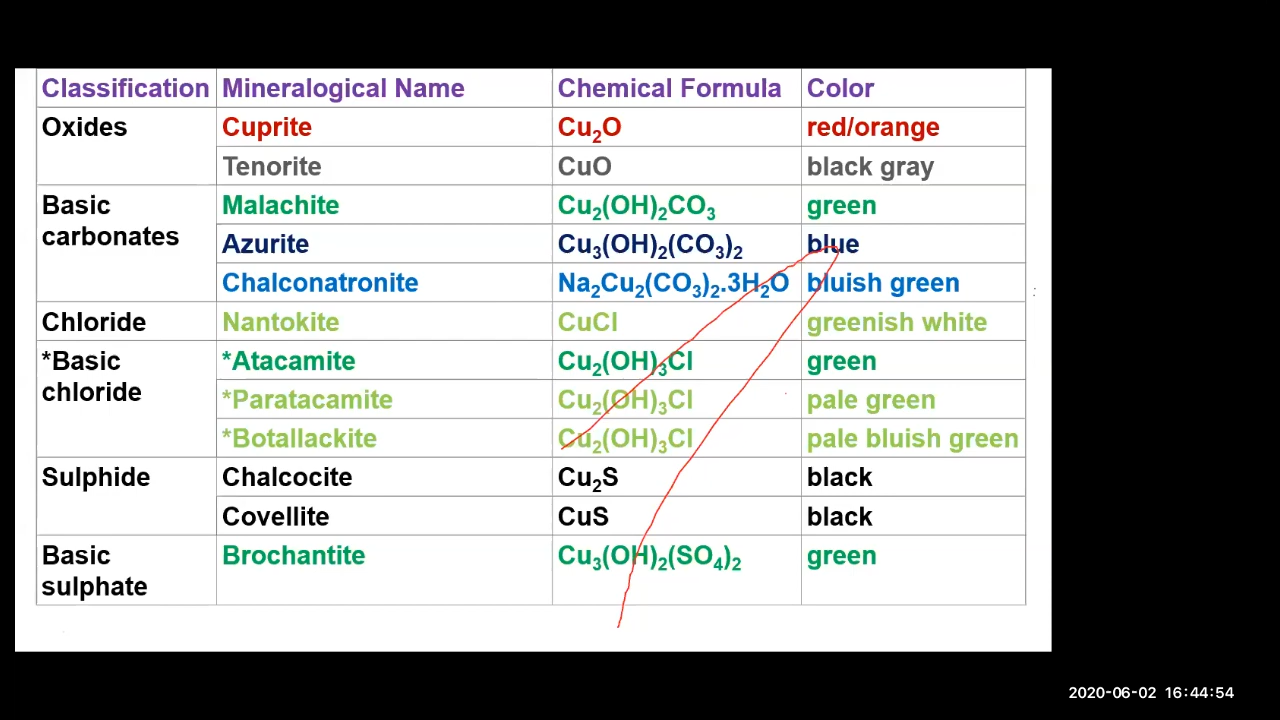 Classification Mineralogical Name Chemical Formula Color
Oxides Cuprite Cu₂O red/orange
Tenorite CuO black gray
Basic Malachite Cu₂(OH)₂CO₃ green
carbonates
Azurite Cu₃(OH)₂(CO₃)₂ blue
Chalconatronite Na₂Cu₂(CO₃)₂.3H₂O bluish green
Chloride Nantokite CuCl greenish white
*Basic *Atacamite Cu₂(OH)₃Cl green
chloride
*Paratacamite Cu₂(OH)₃Cl pale green
*Botallackite Cu₂(OH)₃Cl pale bluish green
Sulphide Chalcocite Cu₂S black
Covellite CuS black
Basic Brochantite Cu₃(OH)₂(SO₄)₂ green
sulphate
2020-06-02 16:44:54